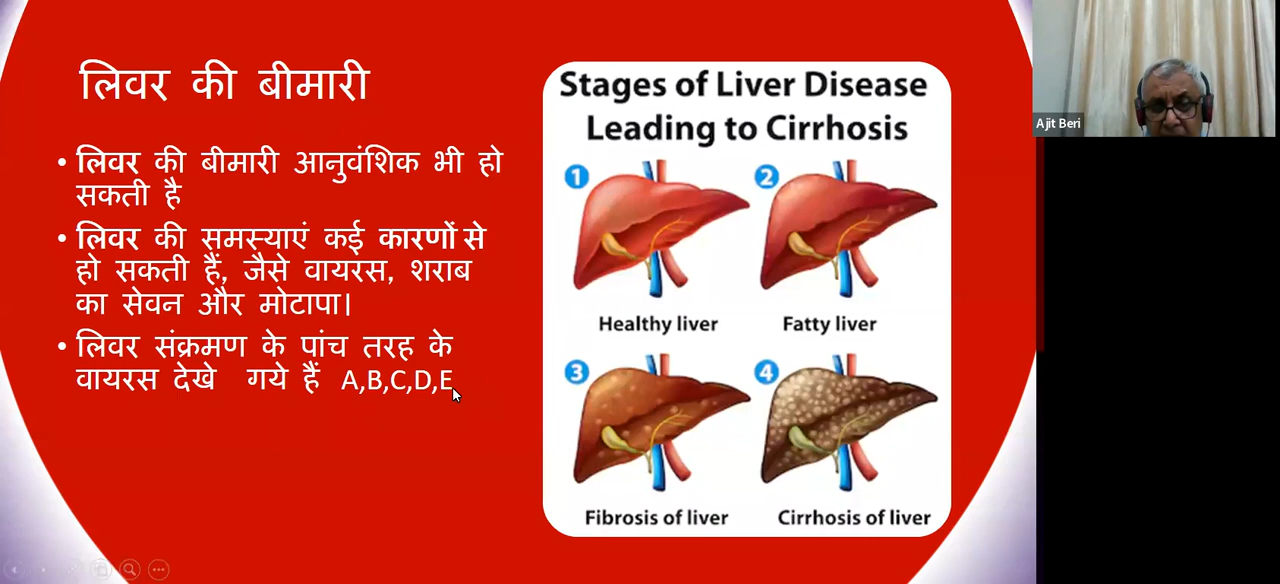 लिवर की बीमारी
• लिवर की बीमारी आनुवंशिक भी हो
सकती है
• लिवर की समस्याएं कई कारणों से
हो सकती हैं, जैसे वायरस, शराब
का सेवन और मोटापा।
• लिवर संक्रमण के पांच तरह के
वायरस देखे गये हैं A,B,C,D,E
Stages of Liver Disease
Leading to Cirrhosis
1
2
Healthy liver
Fatty liver
3
4
Fibrosis of liver
Cirrhosis of liver
Ajit Beri